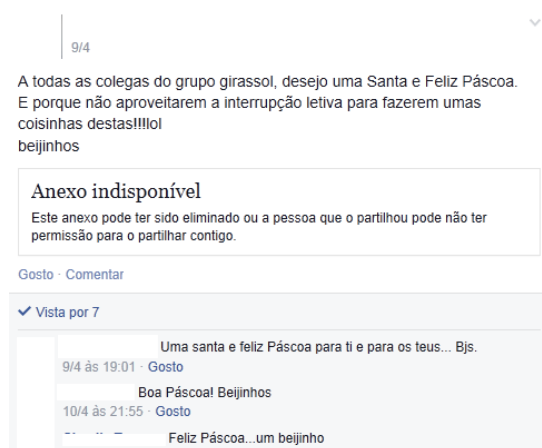 9/4
A todas as colegas do grupo girassol, desejo uma Santa e Feliz Páscoa.
E porque não aproveitarem a interrupção letiva para fazerem umas
coisinhas destas!!!lol
beijinhos
Anexo indisponível
Este anexo pode ter sido eliminado ou a pessoa que o partilhou pode não ter
permissão para o partilhar contigo.
Gosto · Comentar
Vista por 7
Uma santa e feliz Páscoa para ti e para os teus... Bjs.
9/4 às 19:01 · Gosto
Boa Páscoa! Beijinhos
10/4 às 21:55 · Gosto
Feliz Páscoa...um beijinho